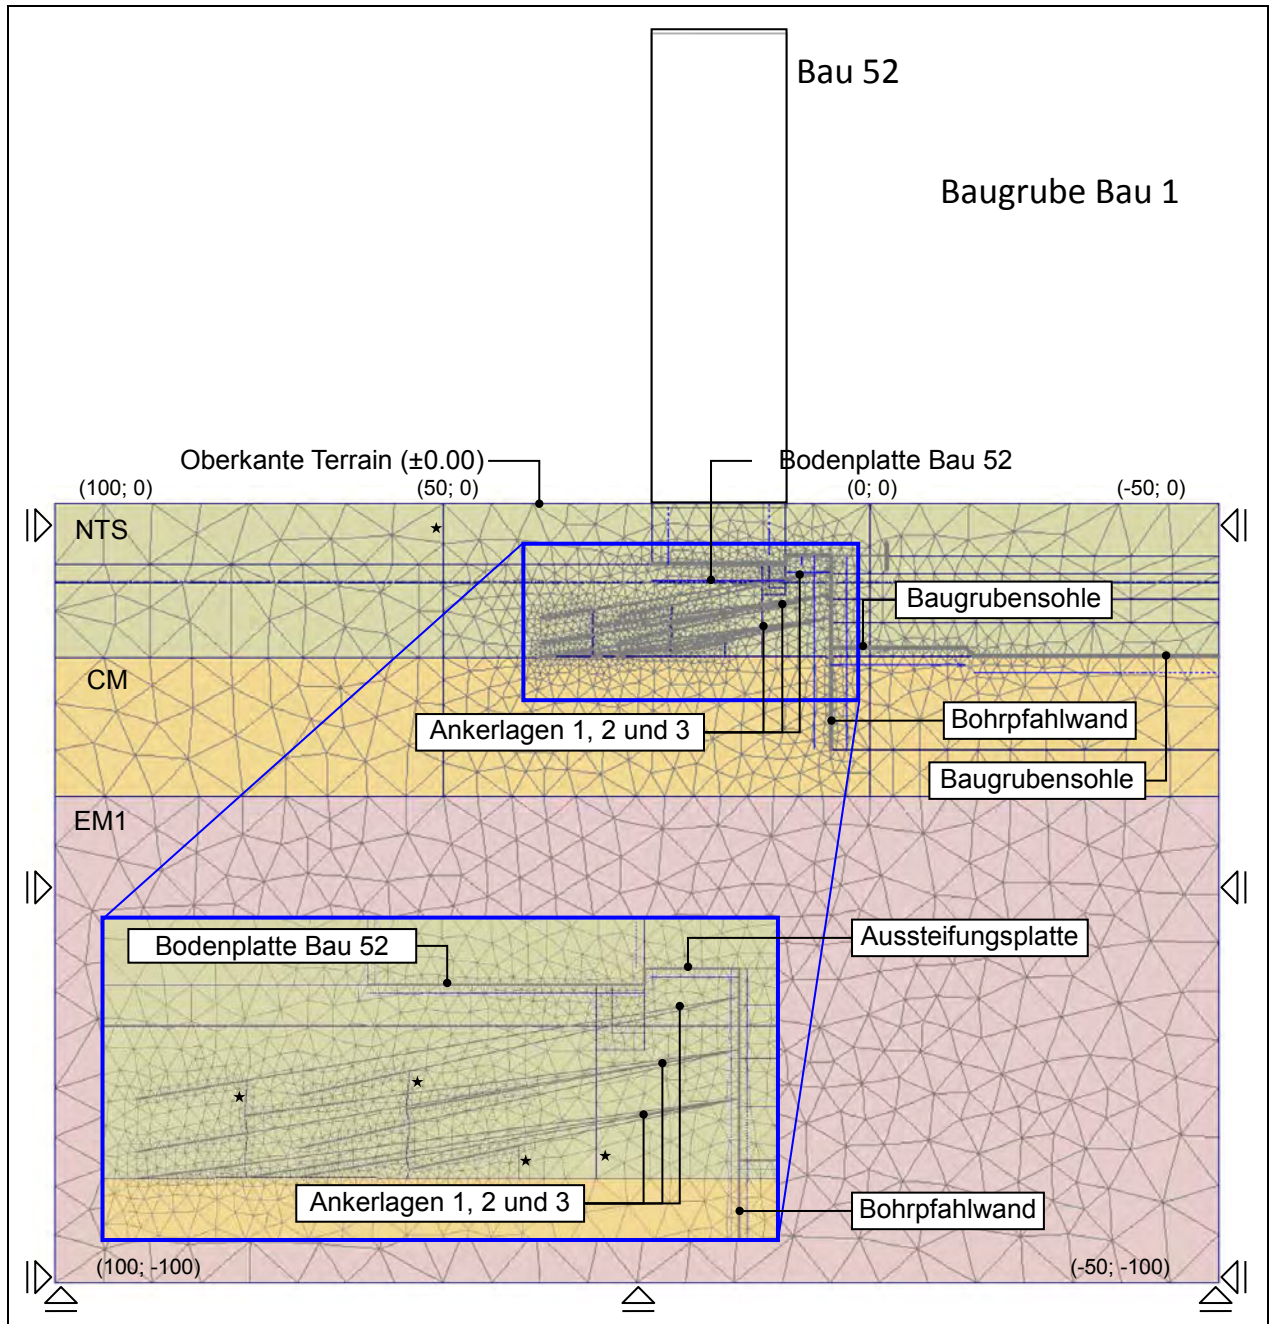 Bau 52
Baugrube Bau 1
Oberkante Terrain (±0.00)
Bodenplatte Bau 52
(100; 0)
(50; 0)
(0; 0)
(-50; 0)
NTS
Baugrubensohle
CM
Ankerlagen 1, 2 und 3
Bohrpfahlwand
Baugrubensohle
EM1
Bodenplatte Bau 52
Aussteifungsplatte
Ankerlagen 1, 2 und 3
Bohrpfahlwand
(100; -100)
(-50; -100)